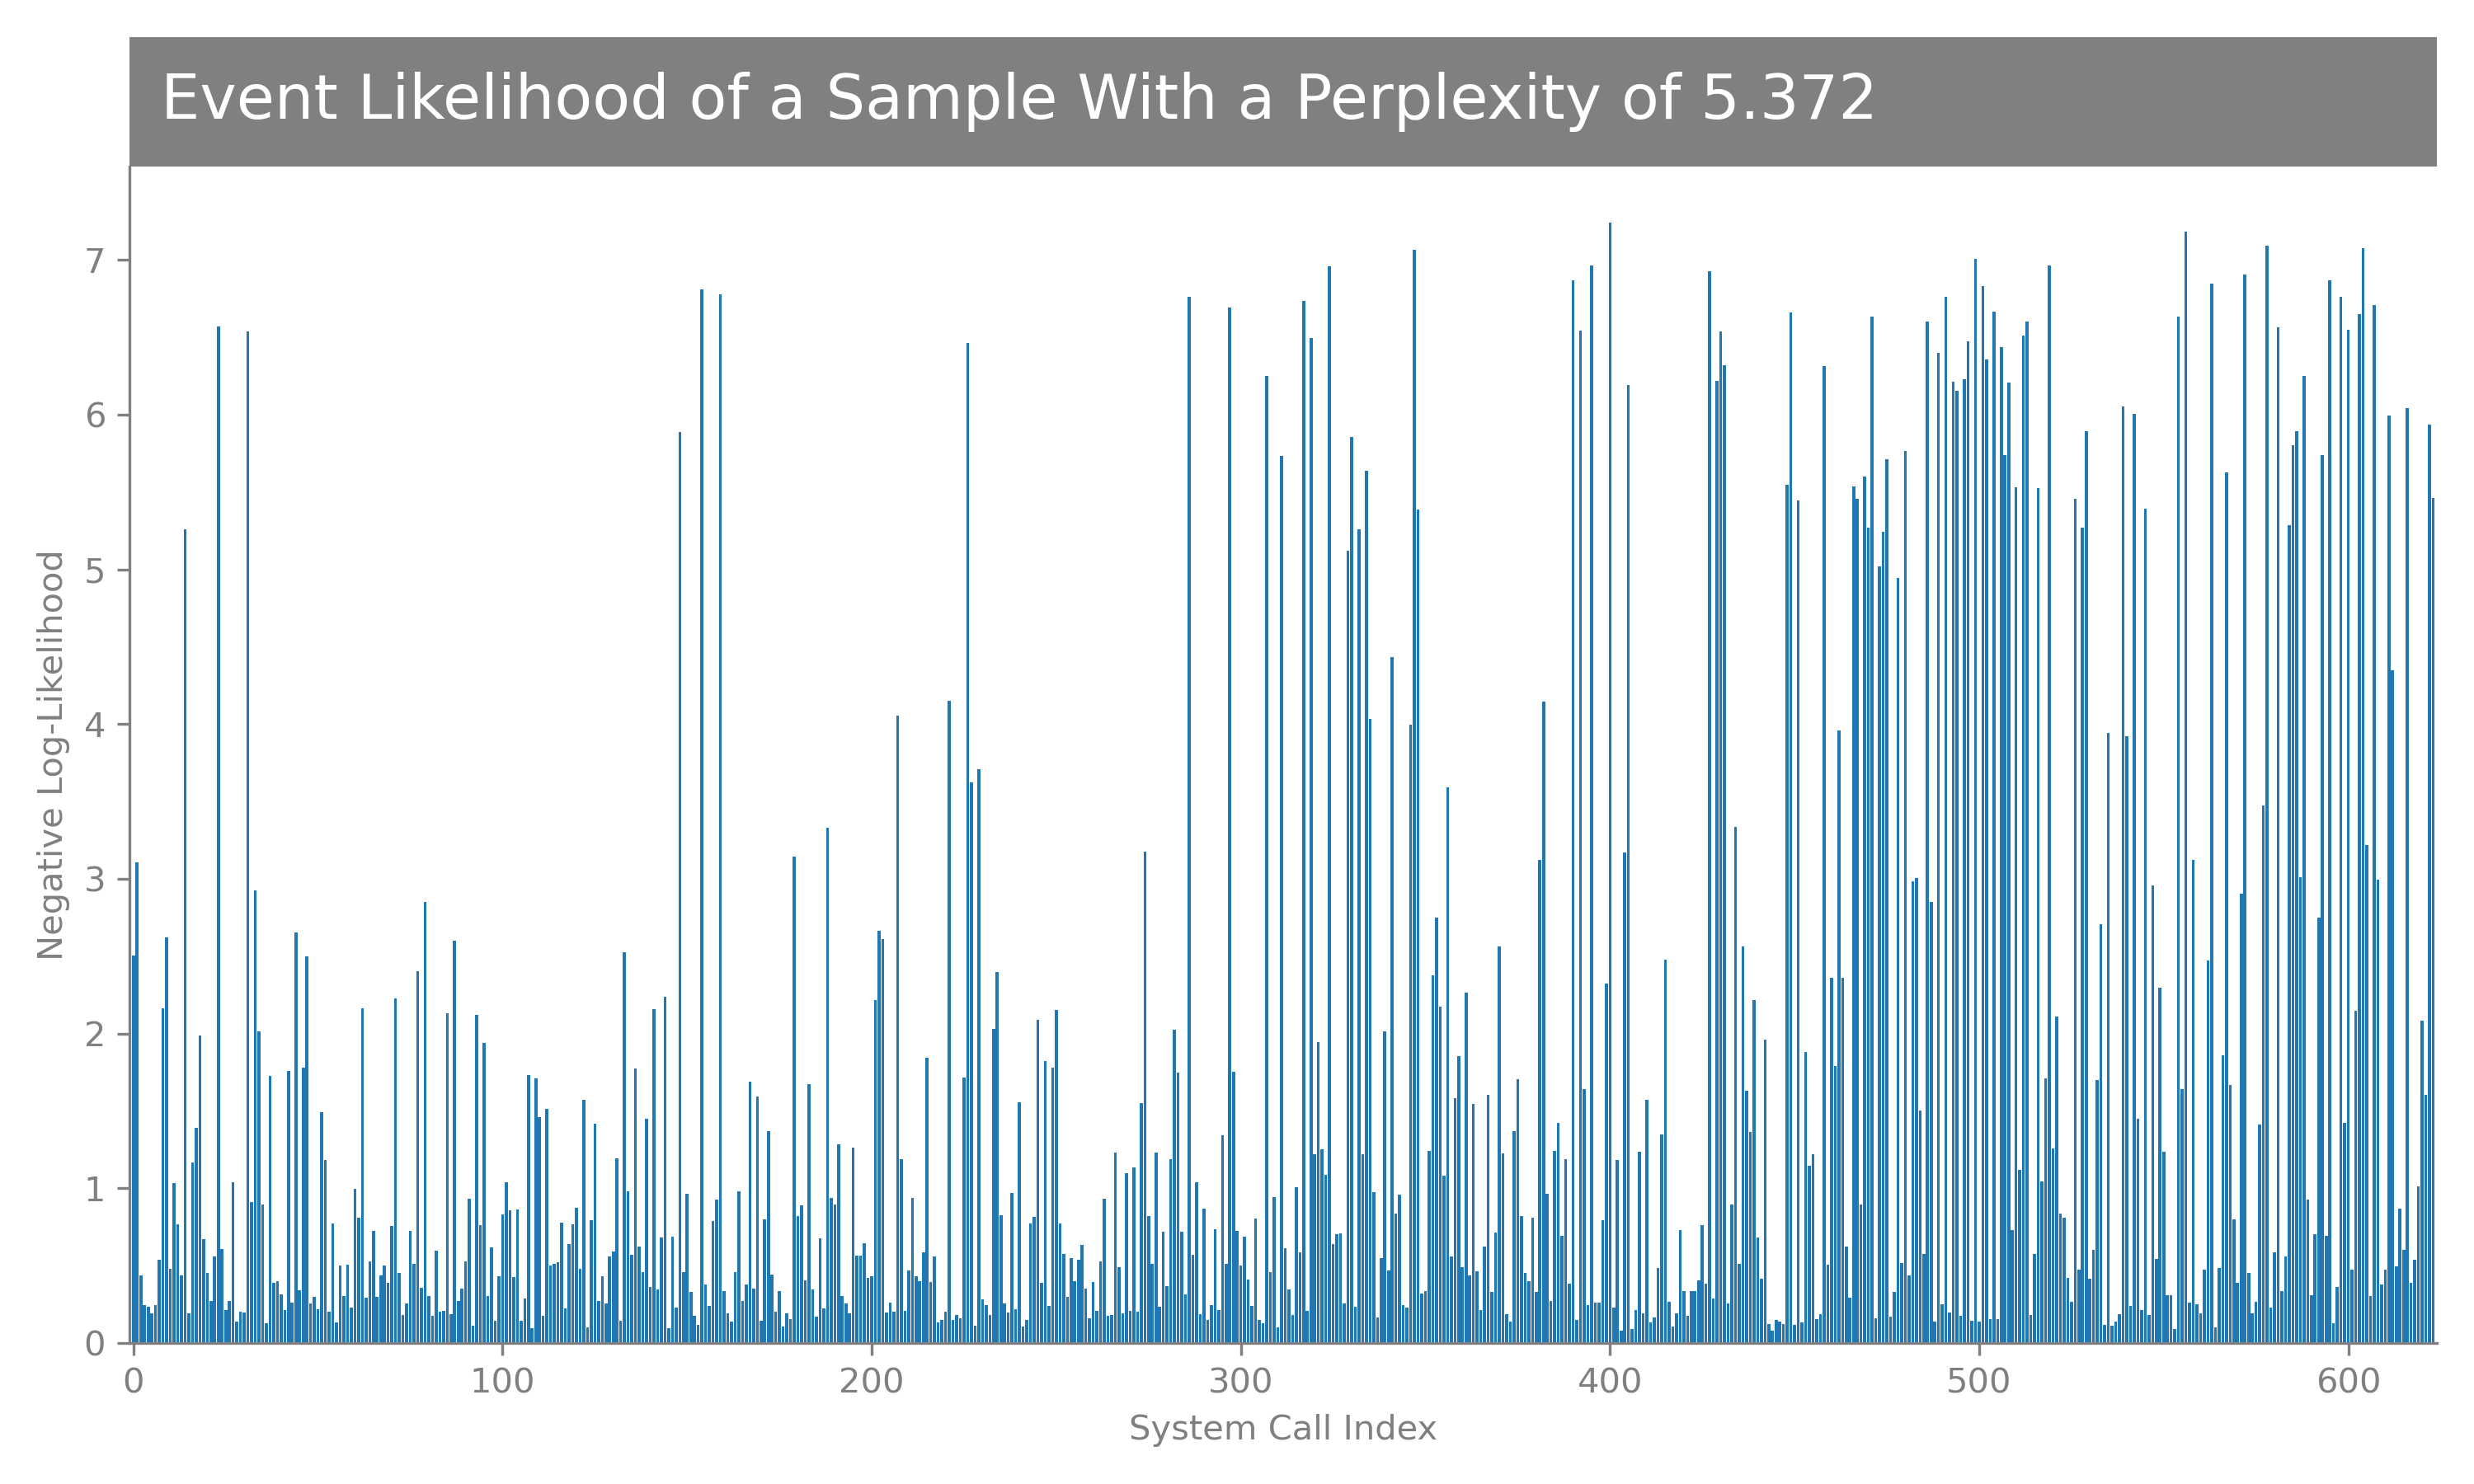 Event Likelihood of a Sample With a Perplexity of 5.372
7
6
5
4
3
2
1
0
Negative Log-Likelihood
0 100 200 300 400 500 600
System Call Index